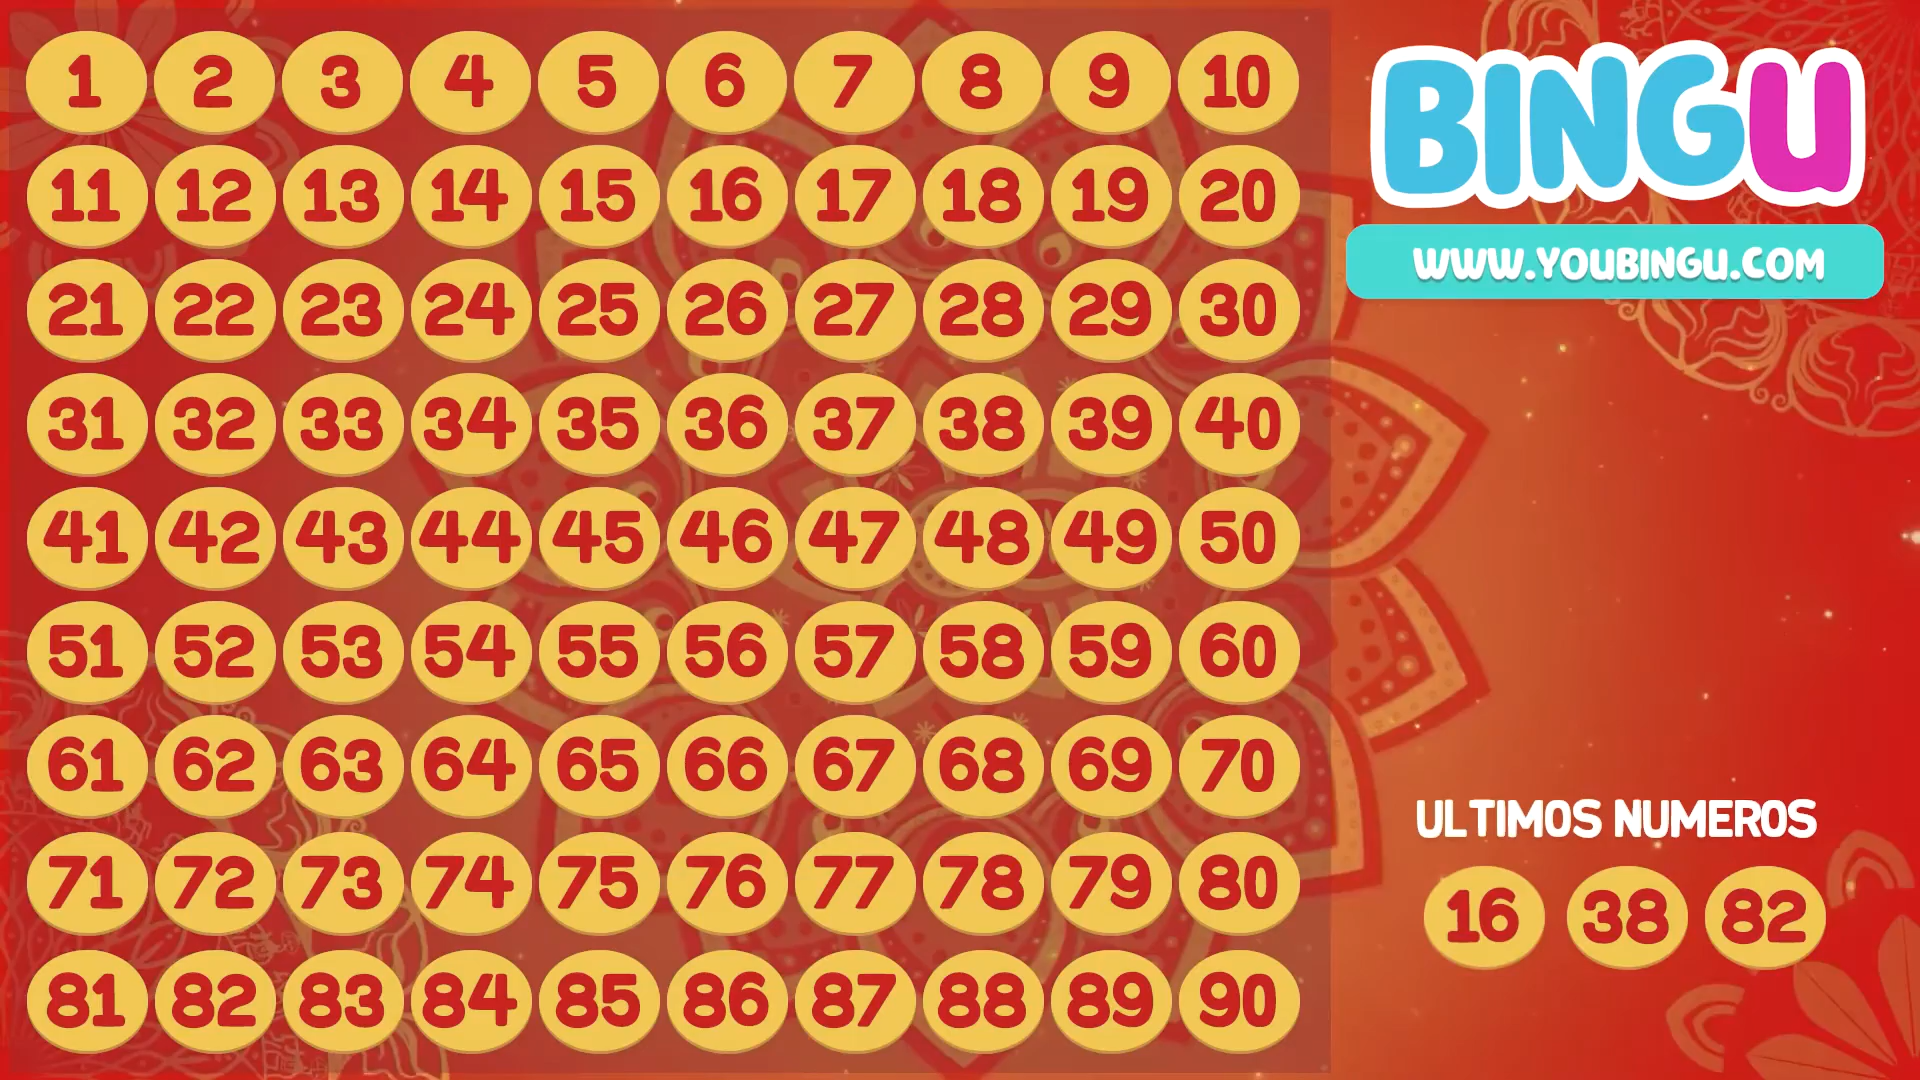 1 2 3 4 5 6 7 8 9 10
11 12 13 14 15 16 17 18 19 20
21 22 23 24 25 26 27 28 29 30
31 32 33 34 35 36 37 38 39 40
41 42 43 44 45 46 47 48 49 50
51 52 53 54 55 56 57 58 59 60
61 62 63 64 65 66 67 68 69 70
71 72 73 74 75 76 77 78 79 80
81 82 83 84 85 86 87 88 89 90
BINGU
WWW.YOUBINGU.COM
ULTIMOS NUMEROS
16 38 82